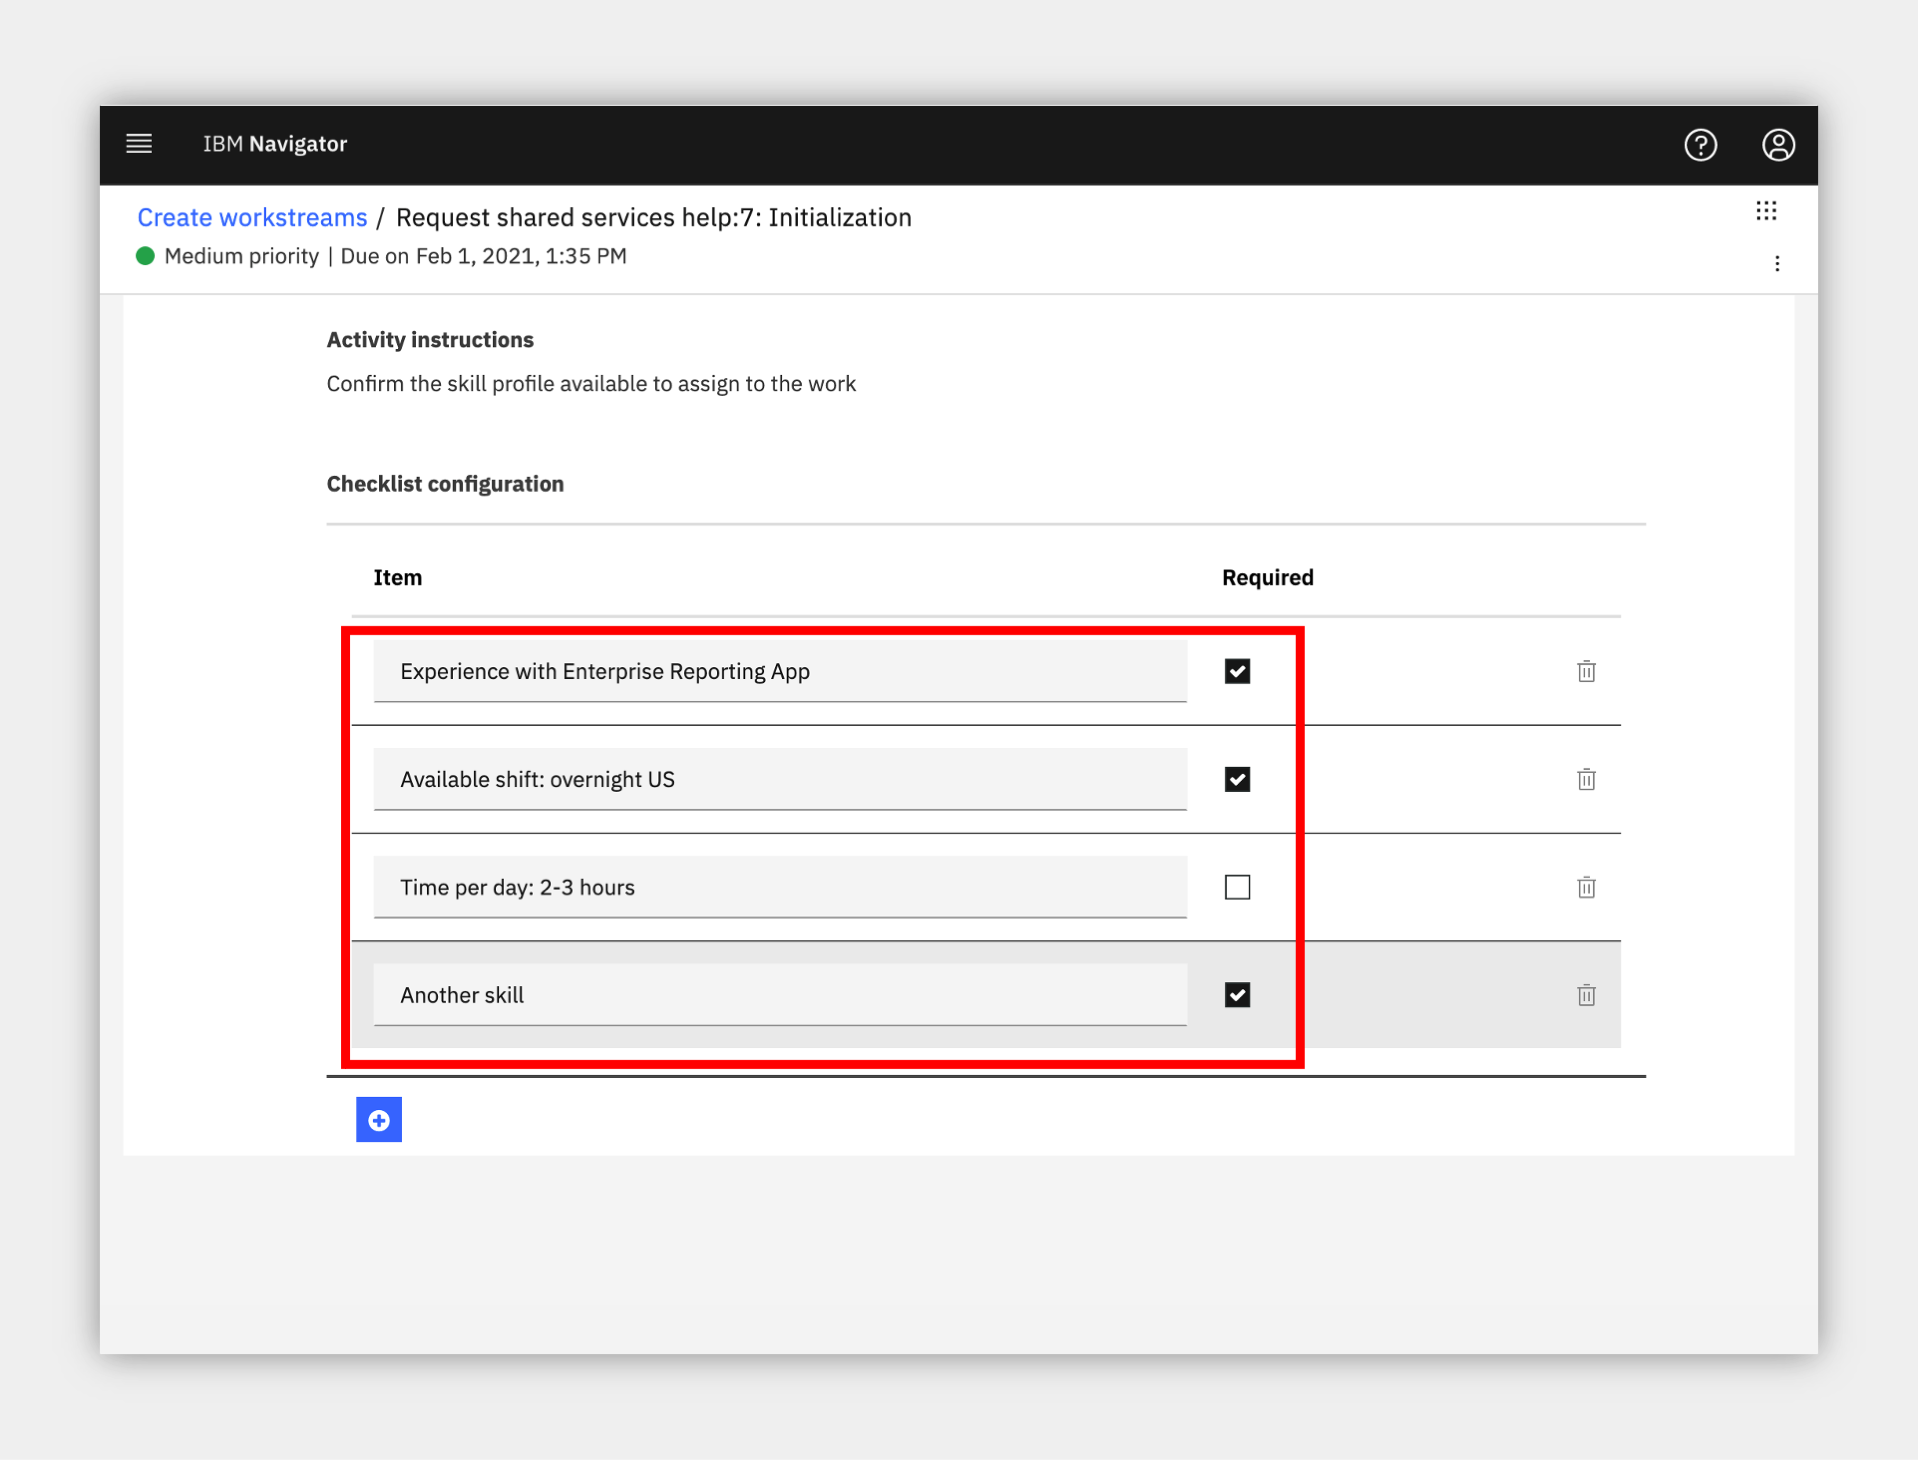 IBM Navigator
Create workstreams / Request shared services help:7: Initialization
Medium priority | Due on Feb 1, 2021, 1:35 PM
Activity instructions
Confirm the skill profile available to assign to the work
Checklist configuration
Item Required
Experience with Enterprise Reporting App
Available shift: overnight US
Time per day: 2-3 hours
Another skill